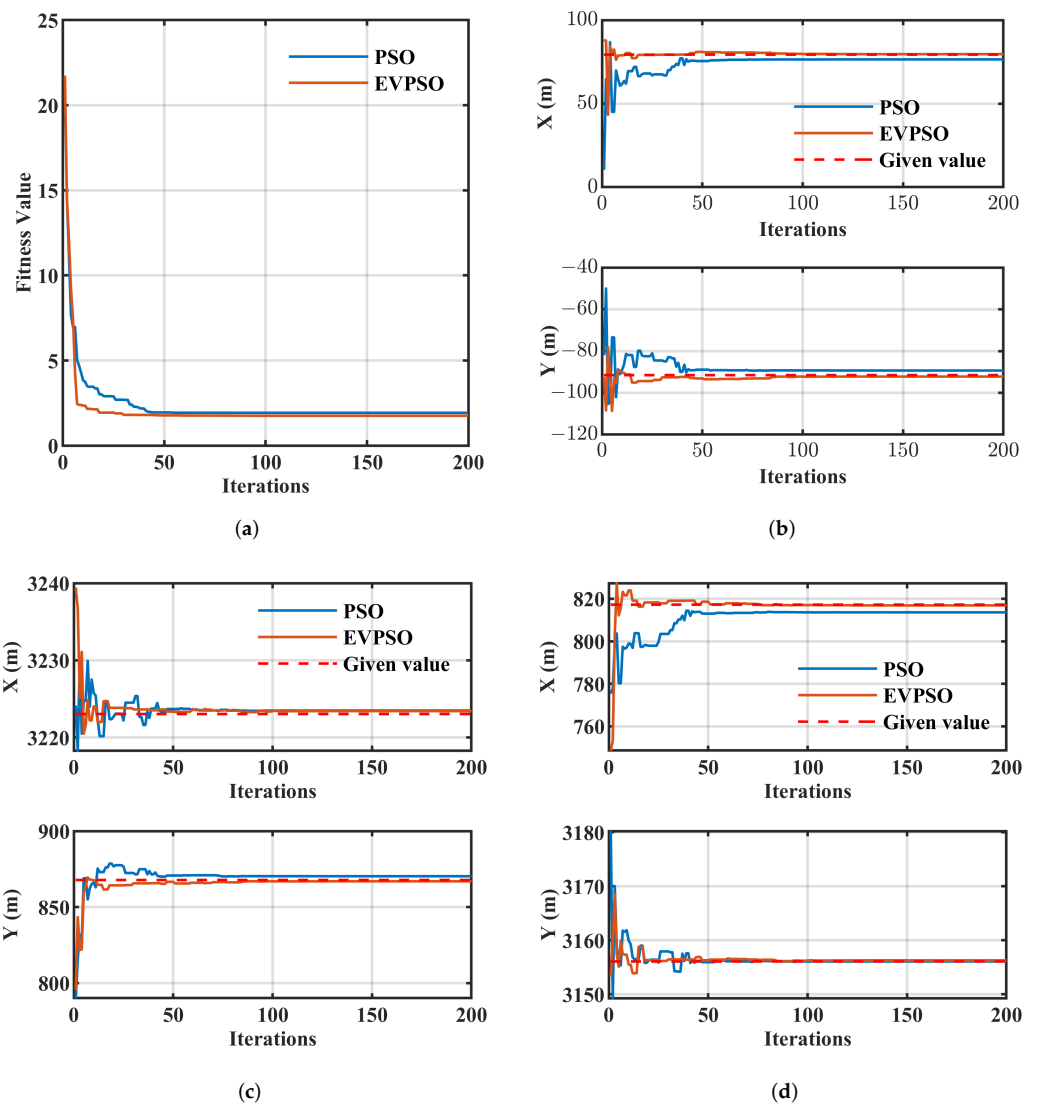 25
20
15
10
5
0
0 50 100 150 200
Fitness Value
Iterations
PSO
EVPSO
(a)
100
50
0
0 50 100 150 200
X (m)
Iterations
PSO
EVPSO
Given value
−40
−60
−80
−100
−120
0 50 100 150 200
Y (m)
Iterations
(b)
3240
3230
3220
0 50 100 150 200
X (m)
Iterations
PSO
EVPSO
Given value
900
850
800
0 50 100 150 200
Y (m)
Iterations
(c)
820
800
780
760
0 50 100 150 200
X (m)
Iterations
PSO
EVPSO
Given value
3180
3170
3160
3150
0 50 100 150 200
Y (m)
Iterations
(d)